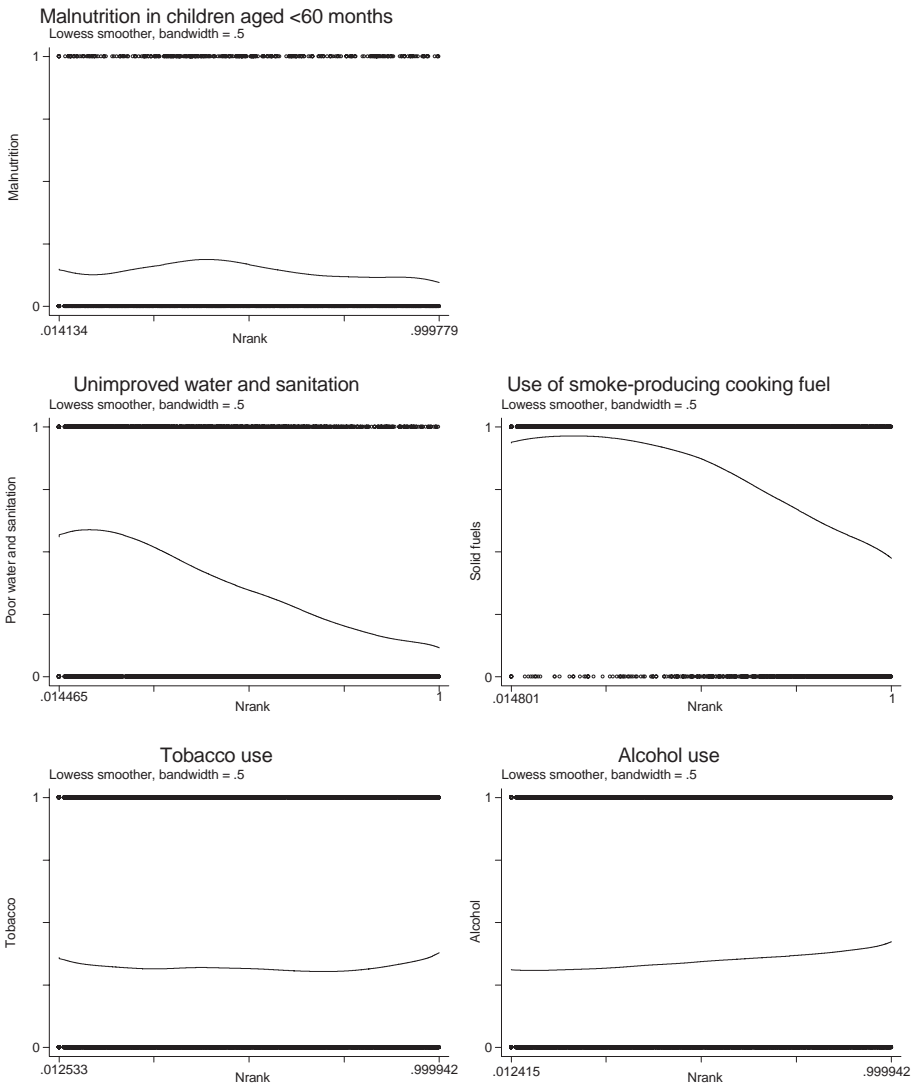 Malnutrition in children aged <60 months
Lowess smoother, bandwidth = .5
1
Malnutrition
0
.014134
Nrank
.999779
Unimproved water and sanitation
Lowess smoother, bandwidth = .5
1
Poor water and sanitation
0
.014465
Nrank
1
Use of smoke-producing cooking fuel
Lowess smoother, bandwidth = .5
1
Solid fuels
0
.014801
Nrank
1
Tobacco use
Lowess smoother, bandwidth = .5
1
Tobacco
0
.012533
Nrank
.999942
Alcohol use
Lowess smoother, bandwidth = .5
1
Alcohol
0
.012415
Nrank
.999942